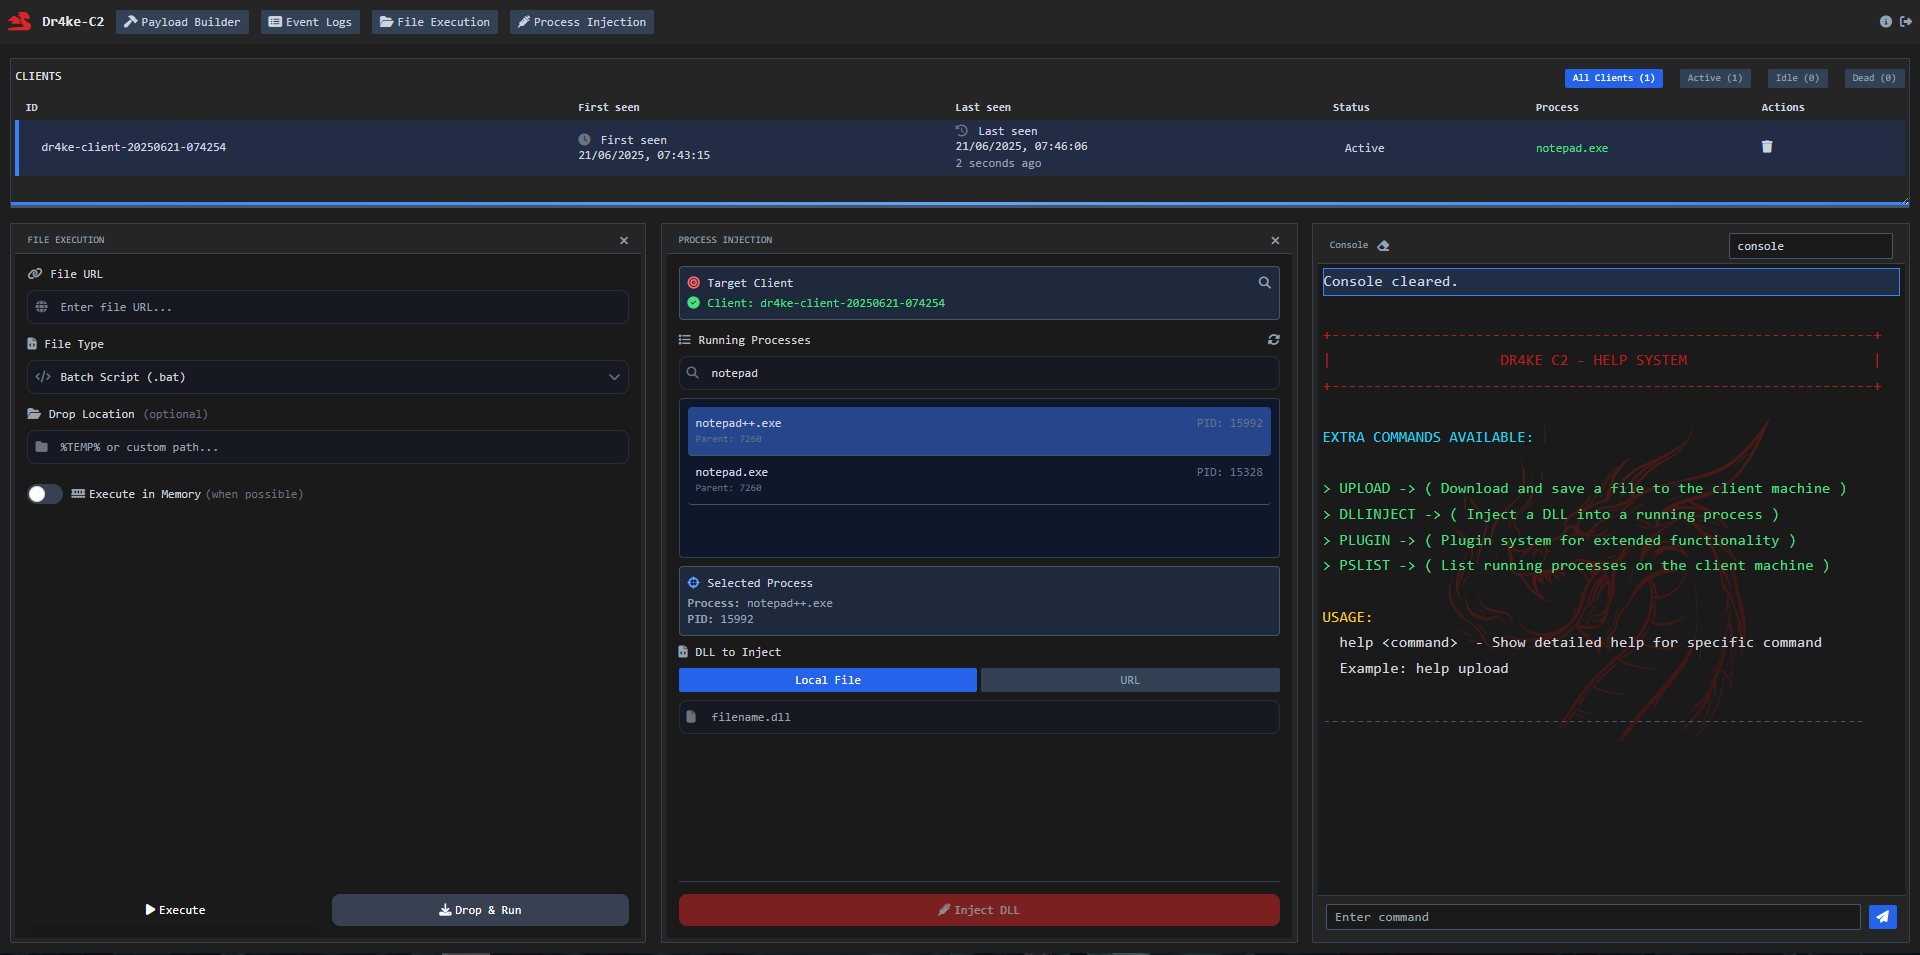 Dr4ke-C2
Payload Builder
Event Logs
File Execution
Process Injection
CLIENTS
All Clients (1)
Active (1)
Idle (0)
Dead (0)
ID
First seen
Last seen
Status
Process
Actions
dr4ke-client-20250621-074254
First seen
21/06/2025, 07:43:15
Last seen
21/06/2025, 07:46:06
2 seconds ago
Active
notepad.exe
FILE EXECUTION
File URL
Enter file URL...
File Type
Batch Script (.bat)
Drop Location (optional)
%TEMP% or custom path...
Execute in Memory (when possible)
Execute
Drop & Run
PROCESS INJECTION
Target Client
Client: dr4ke-client-20250621-074254
Running Processes
notepad
notepad++.exe
PID: 15992
Parent: 7260
notepad.exe
PID: 15328
Parent: 7260
Selected Process
Process: notepad++.exe
PID: 15992
DLL to Inject
Local File
URL
filename.dll
Inject DLL
Console
console
Console cleared.
+----------------------------------------------------------------+
| DR4KE C2 - HELP SYSTEM |
+----------------------------------------------------------------+
EXTRA COMMANDS AVAILABLE:
> UPLOAD -> ( Download and save a file to the client machine )
> DLLINJECT -> ( Inject a DLL into a running process )
> PLUGIN -> ( Plugin system for extended functionality )
> PSLIST -> ( List running processes on the client machine )
USAGE:
help <command>  - Show detailed help for specific command
Example: help upload
----------------------------------------------------------------
Enter command